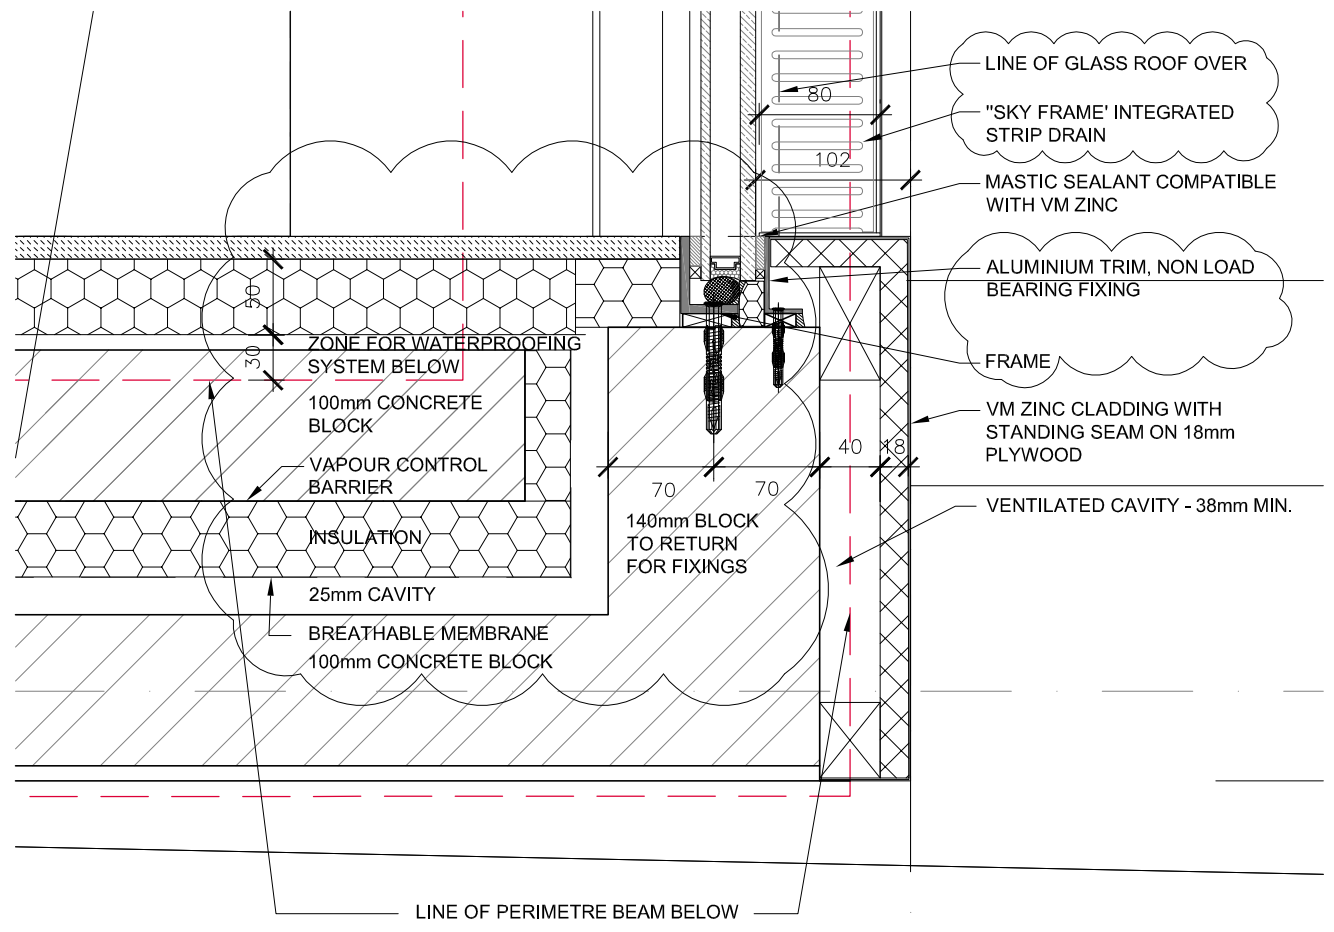 LINE OF GLASS ROOF OVER
80
"SKY FRAME' INTEGRATED
STRIP DRAIN
102
MASTIC SEALANT COMPATIBLE
WITH VM ZINC
ALUMINIUM TRIM, NON LOAD
BEARING FIXING
50
30
ZONE FOR WATERPROOFING
SYSTEM BELOW
FRAME
100mm CONCRETE
BLOCK
VM ZINC CLADDING WITH
STANDING SEAM ON 18mm
PLYWOOD
40
18
VAPOUR CONTROL
BARRIER
70
70
VENTILATED CAVITY - 38mm MIN.
140mm BLOCK
TO RETURN
FOR FIXINGS
INSULATION
25mm CAVITY
BREATHABLE MEMBRANE
100mm CONCRETE BLOCK
LINE OF PERIMETRE BEAM BELOW